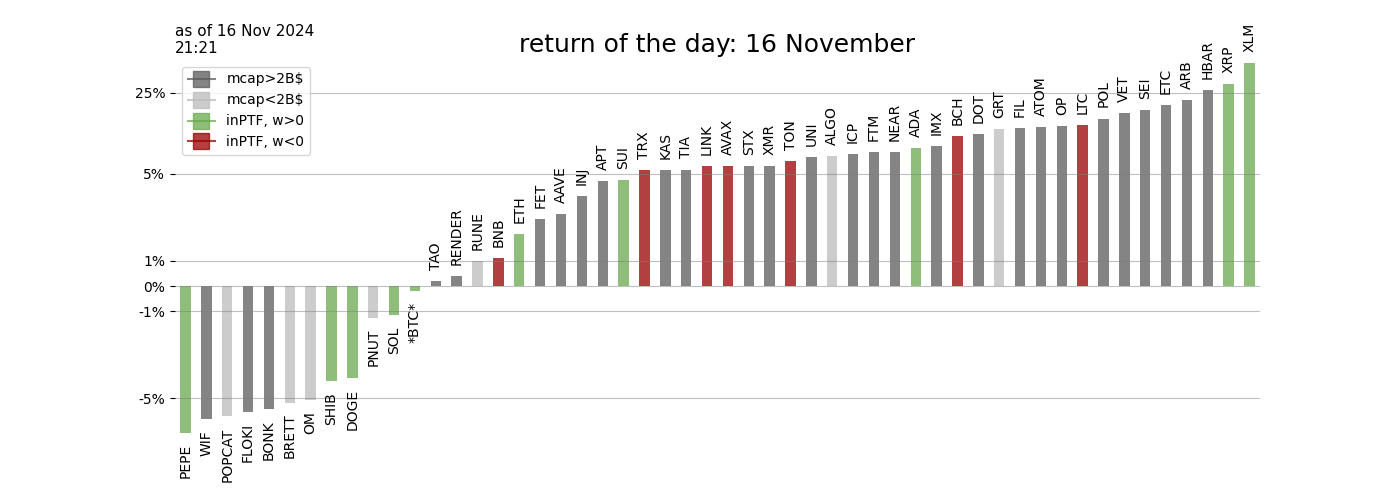 as of 16 Nov 2024
21:21
return of the day: 16 November
mcap>2B$
mcap<2B$
inPTF, w>0
inPTF, w<0
25%
5%
1%
0%
-1%
-5%
PEPE
WIF
POPCAT
FLOKI
BONK
BRETT
OM
SHIB
DOGE
PNUT
SOL
*BTC*
TAO
RENDER
RUNE
BNB
ETH
FET
AAVE
INJ
APT
SUI
TRX
KAS
TIA
LINK
AVAX
STX
XMR
TON
UNI
ALGO
ICP
FTM
NEAR
ADA
IMX
BCH
DOT
GRT
FIL
ATOM
OP
LTC
POL
VET
SEI
ETC
ARB
HBAR
XRP
XLM